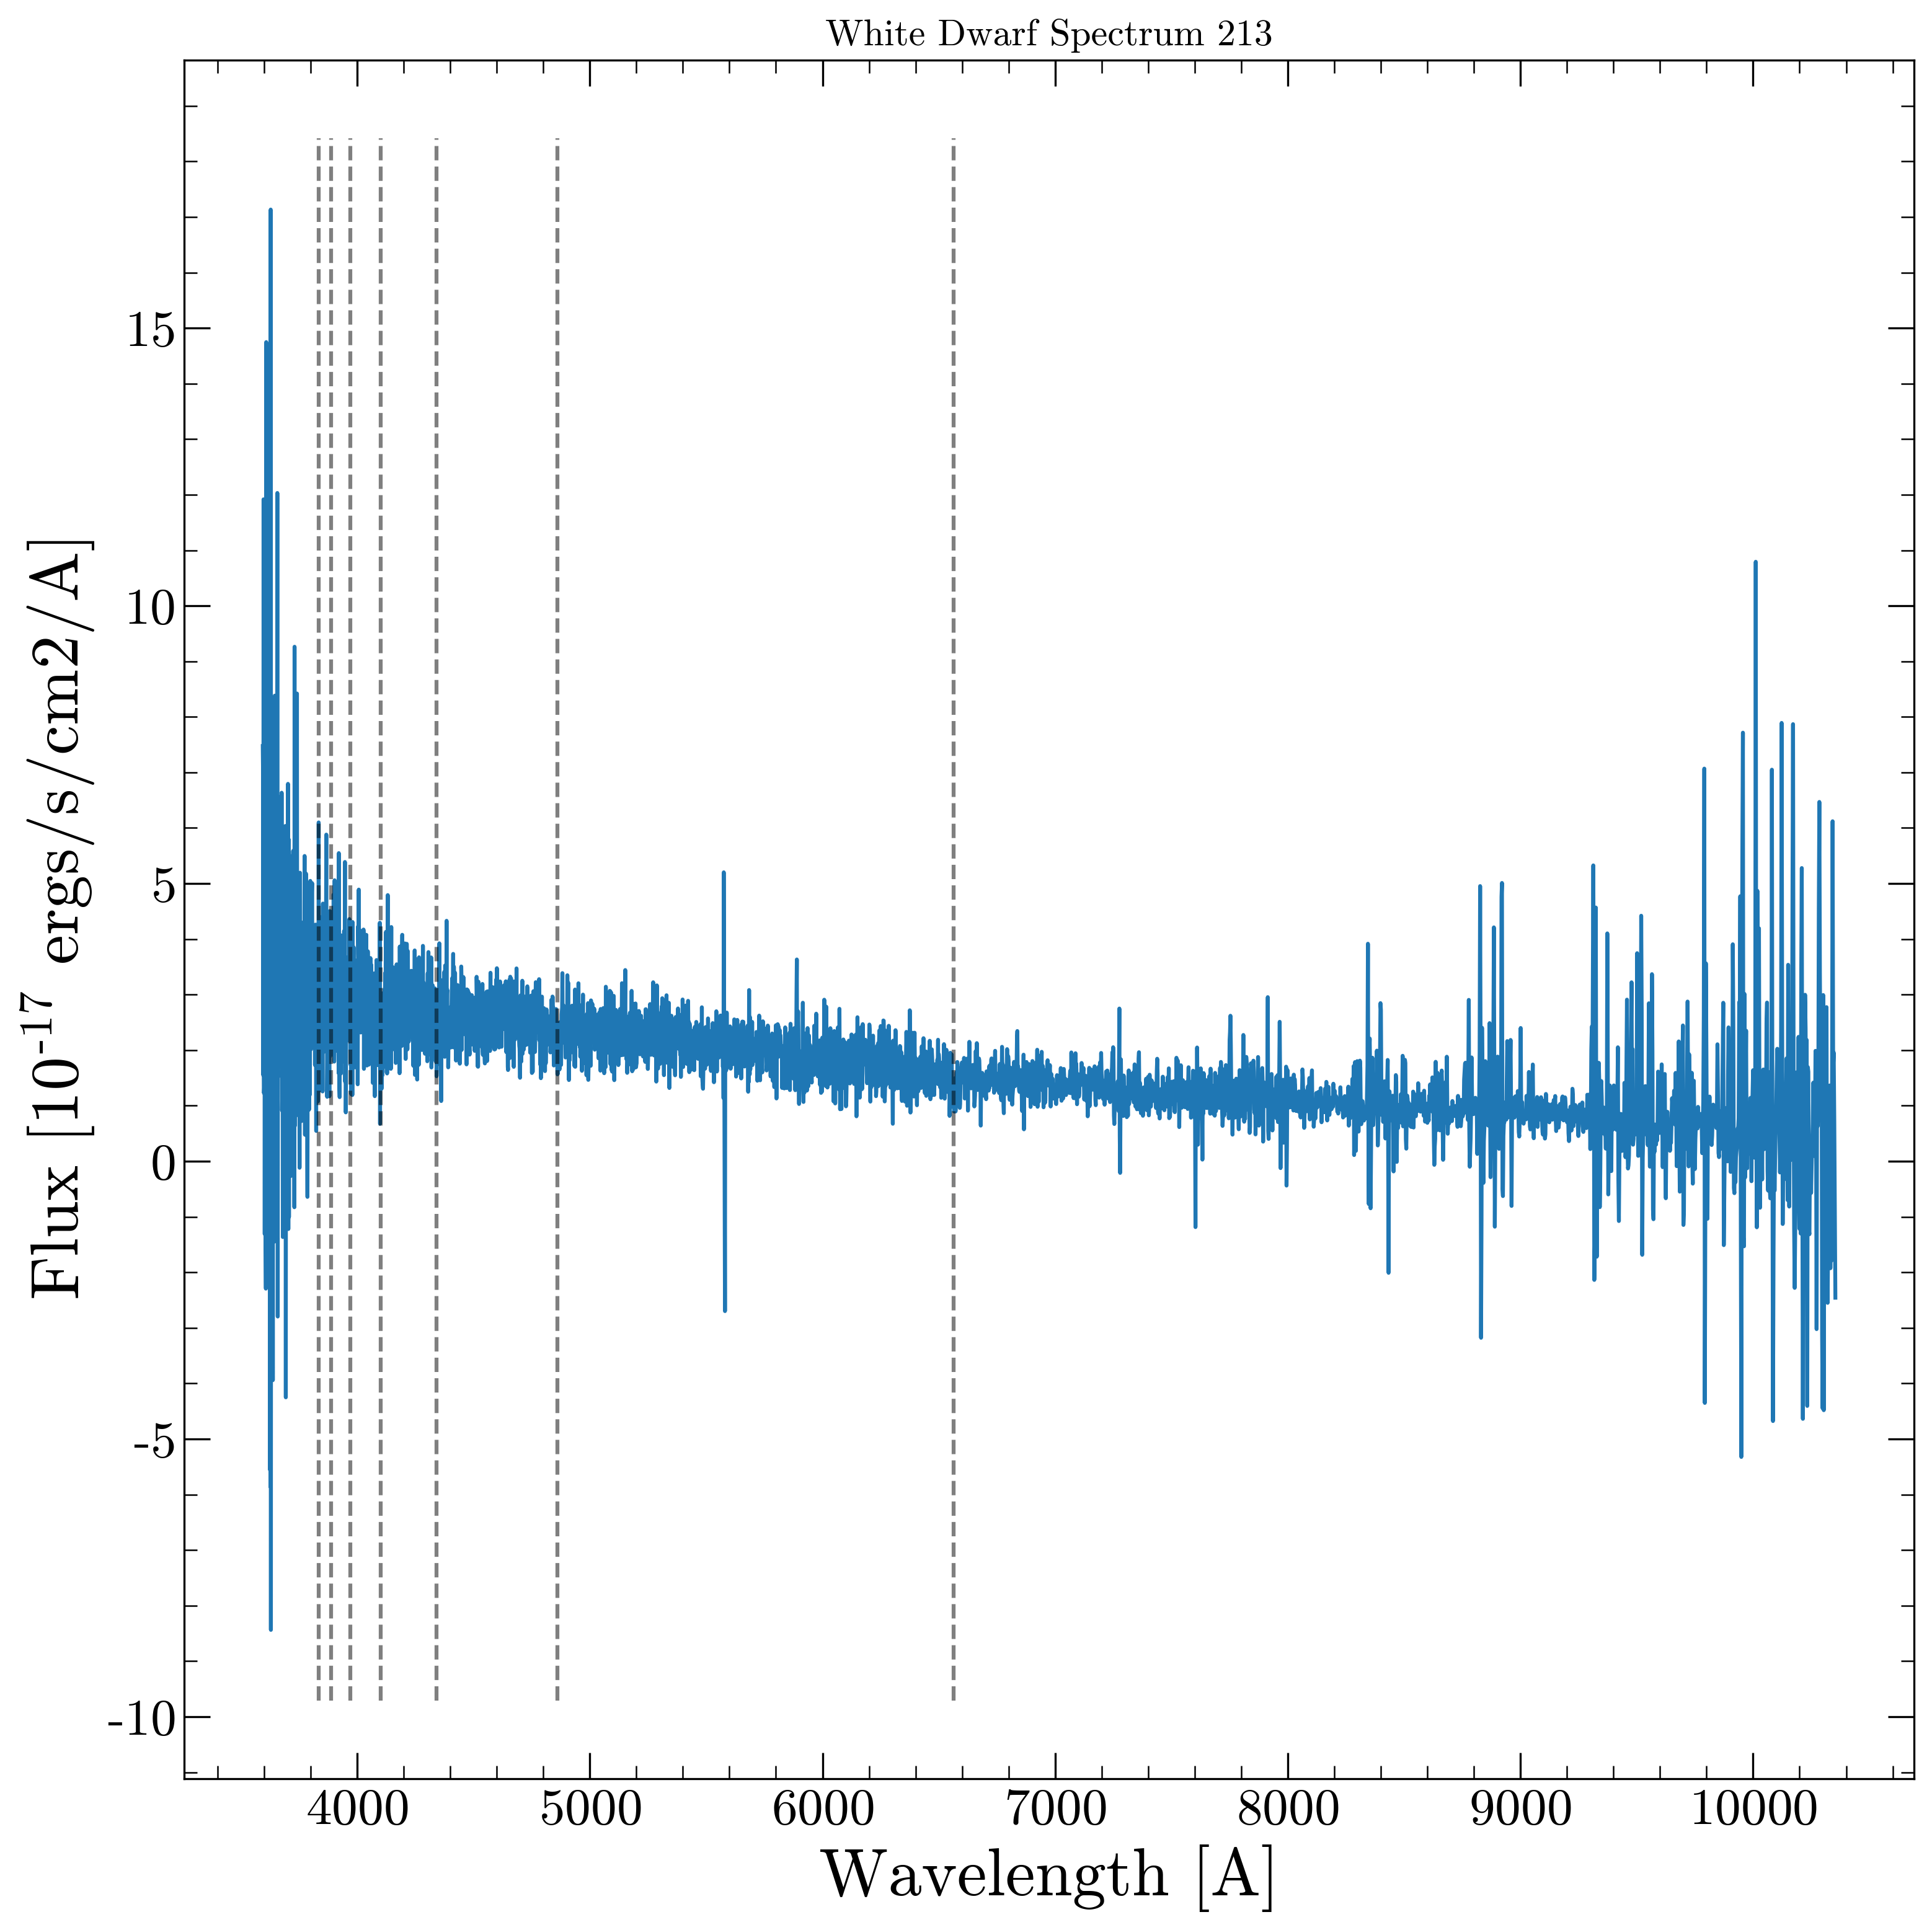 White Dwarf Spectrum 213
Flux [10⁻¹⁷ ergs/s/cm2/A]
15
10
5
0
-5
-10
4000 5000 6000 7000 8000 9000 10000
Wavelength [A]